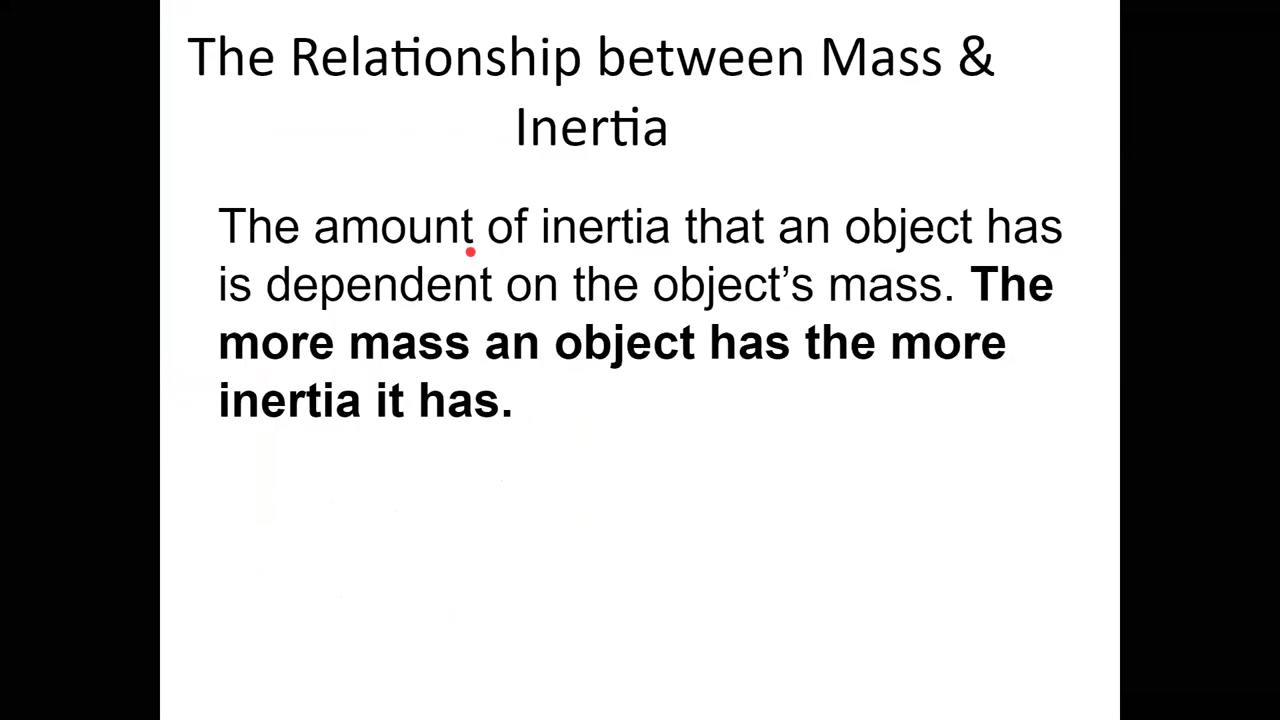 The Relationship between Mass &
Inertia
The amount of inertia that an object has
is dependent on the object’s mass. The
more mass an object has the more
inertia it has.